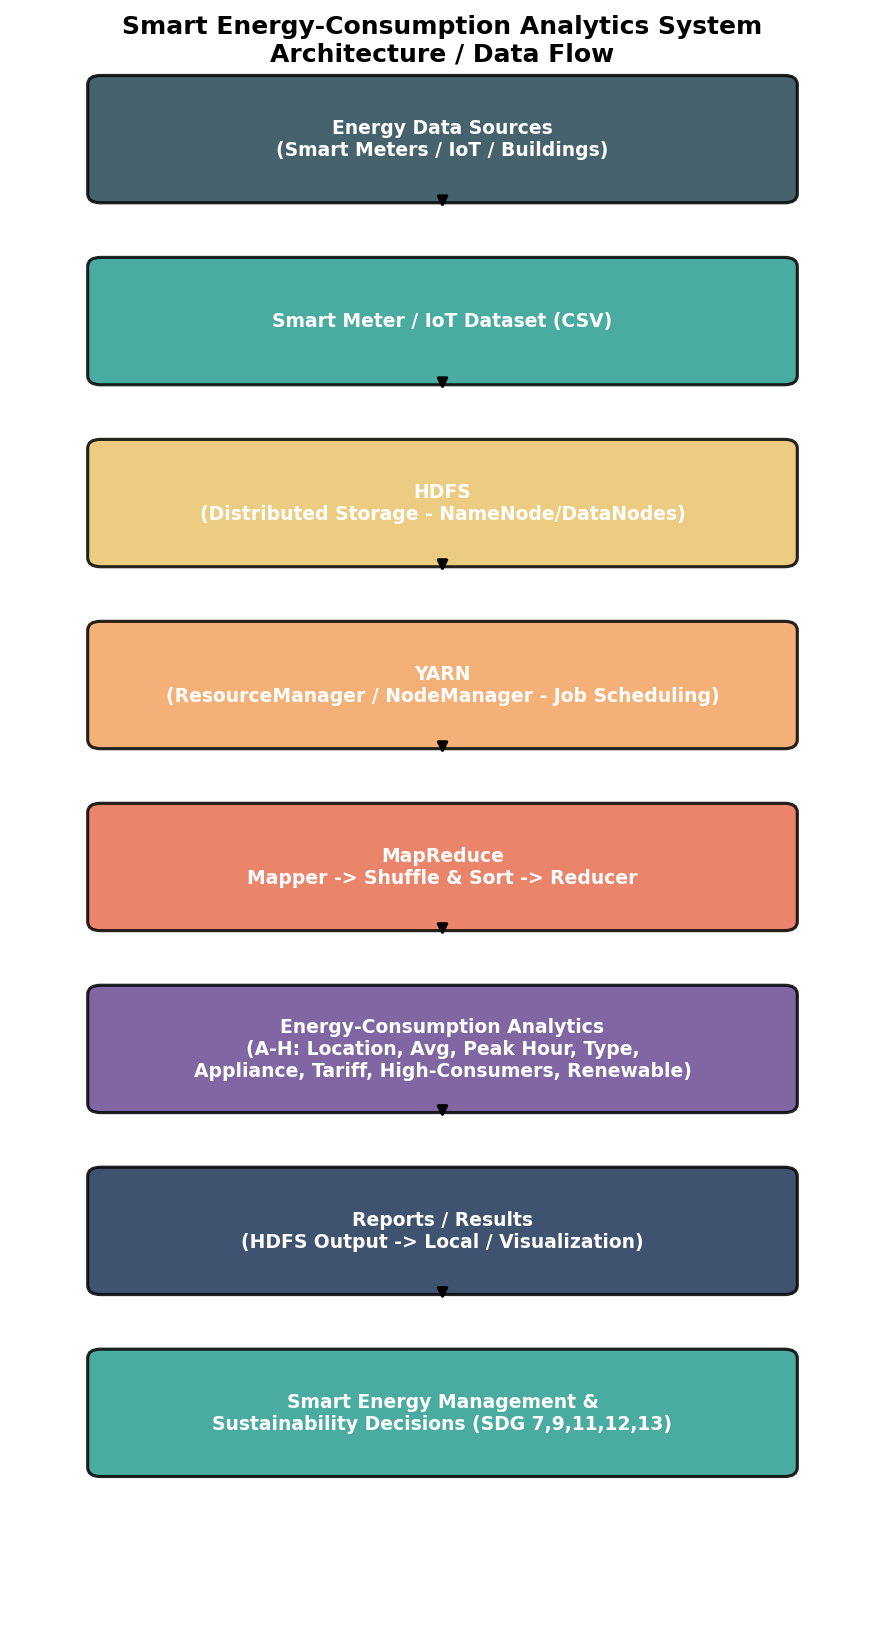 Smart Energy-Consumption Analytics System
Architecture / Data Flow
Energy Data Sources
(Smart Meters / IoT / Buildings)
Smart Meter / IoT Dataset (CSV)
HDFS
(Distributed Storage - NameNode/DataNodes)
YARN
(ResourceManager / NodeManager - Job Scheduling)
MapReduce
Mapper -> Shuffle & Sort -> Reducer
Energy-Consumption Analytics
(A-H: Location, Avg, Peak Hour, Type,
Appliance, Tariff, High-Consumers, Renewable)
Reports / Results
(HDFS Output -> Local / Visualization)
Smart Energy Management &
Sustainability Decisions (SDG 7,9,11,12,13)